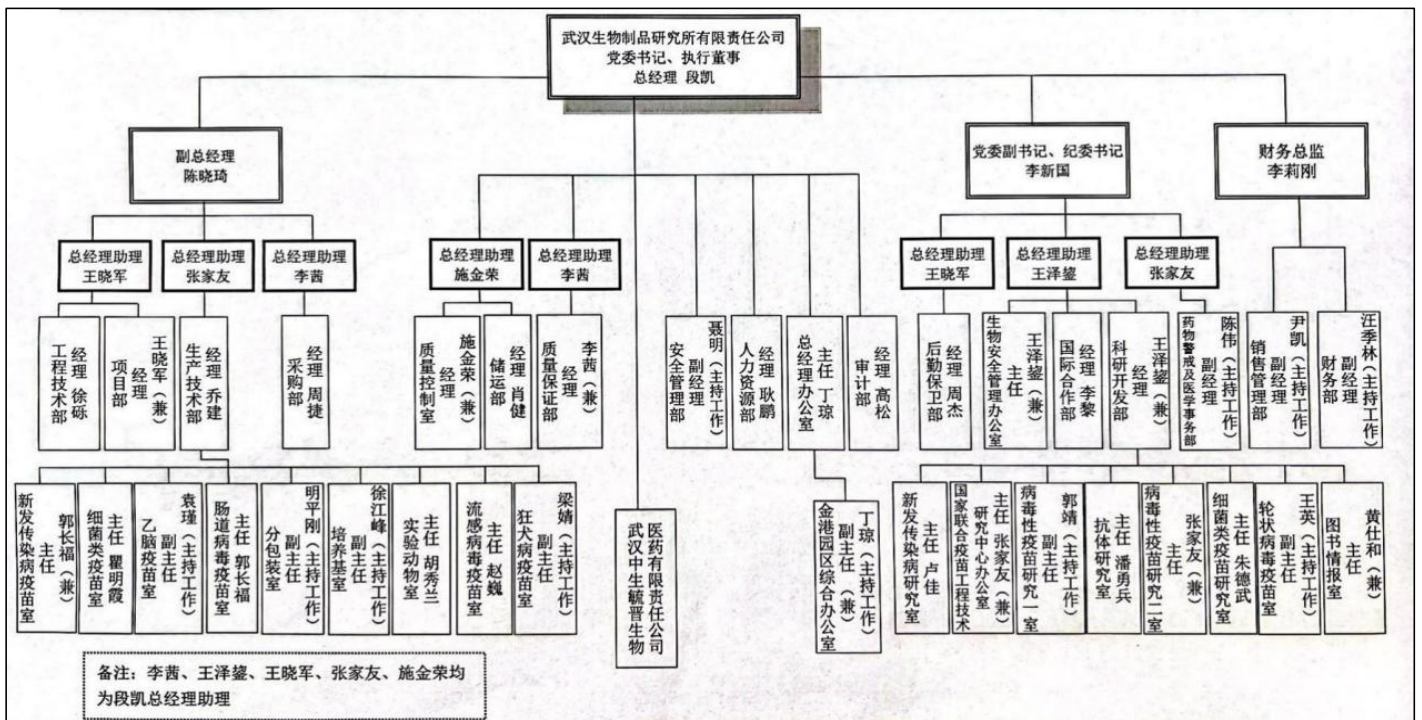 武汉生物制品研究所有限责任公司
党委书记、执行董事
总经理 段凯
副总经理
陈晓琦
党委副书记、纪委书记
李新国
财务总监
李莉刚
总经理助理
王晓军
总经理助理
张家友
总经理助理
李茜
总经理助理
施金荣
总经理助理
李茜
总经理助理
王晓军
总经理助理
王泽鋆
总经理助理
张家友
工程技术部
经理 徐砾
项目部
经理
王晓军（兼）
生产技术部
经理 乔建
采购部
经理 周捷
质量控制室
经理
施金荣（兼）
储运部
经理 肖健
质量保证部
经理
李茜（兼）
安全管理部
副经理
聂明（主持工作）
人力资源部
经理 耿鹏
总经理办公室
主任 丁琼
审计部
经理 高松
后勤保卫部
经理 周杰
生物安全管理办公室
主任
王泽鋆（兼）
国际合作部
经理 李黎
科研开发部
经理
王泽鋆（兼）
药物警戒及医学事务部
副经理
陈伟（主持工作）
销售管理部
副经理
尹凯（主持工作）
财务部
副经理
汪季林（主持工作）
新发传染病疫苗室
主任
郭长福（兼）
细菌类疫苗室
主任 瞿明霞
乙脑疫苗室
副主任
袁瑾（主持工作）
肠道病毒疫苗室
主任 郭长福
分包装室
副主任
明平刚（主持工作）
培养基室
副主任
徐江峰（主持工作）
实验动物室
主任 胡秀兰
流感病毒疫苗室
主任 赵巍
狂犬病疫苗室
副主任
梁婧（主持工作）
武汉中生毓晋生物
医药有限责任公司
金港园区综合办公室
副主任（兼）
丁琼（主持工作）
新发传染病研究室
主任 卢佳
国家联合疫苗工程技术
研究中心办公室
主任 张家友（兼）
病毒性疫苗研究一室
副主任
郭靖（主持工作）
抗体研究室
主任 潘勇兵
病毒性疫苗研究二室
主任
张家友（兼）
细菌类疫苗研究室
主任 朱德武
轮状病毒疫苗室
副主任
王英（主持工作）
图书情报室
主任
黄仕和（兼）
备注：李茜、王泽鋆、王晓军、张家友、施金荣均
为段凯总经理助理